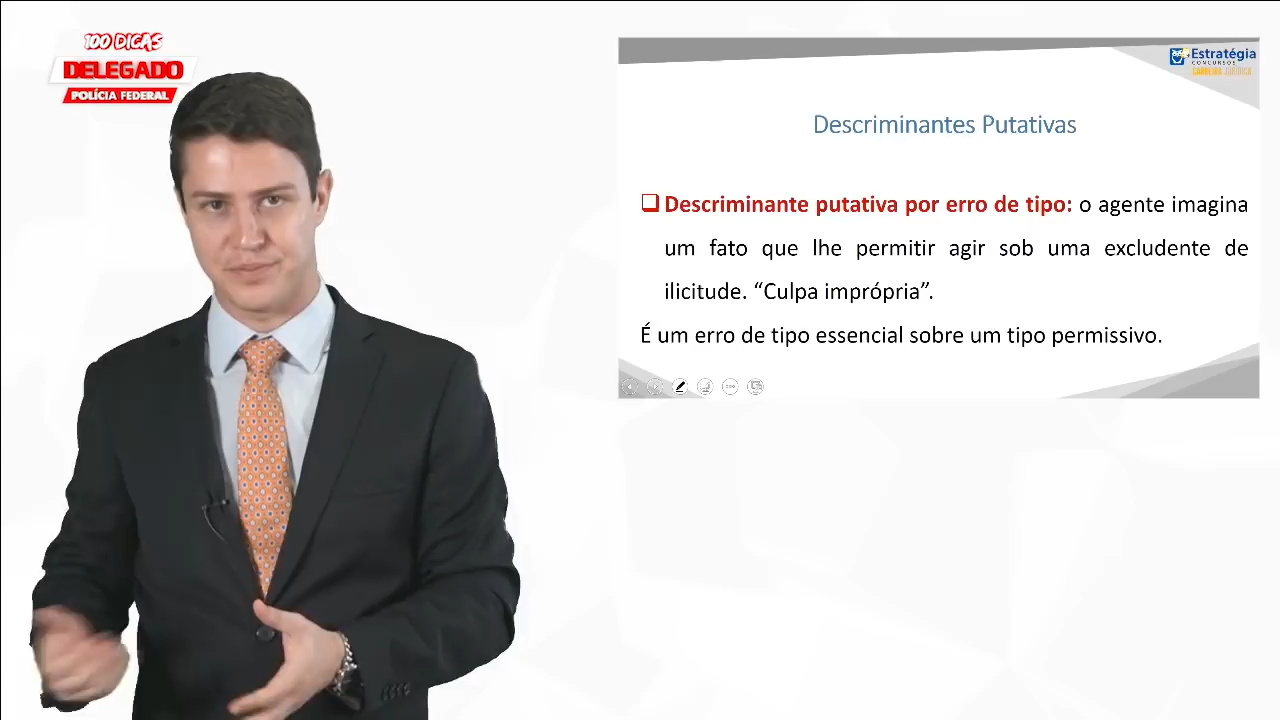 100 DICAS
DELEGADO
POLÍCIA FEDERAL
Estratégia
CONCURSOS
CARREIRA JURÍDICA
Descriminantes Putativas
Descriminante putativa por erro de tipo: o agente imagina
um fato que lhe permitir agir sob uma excludente de
ilicitude. “Culpa imprópria”.
É um erro de tipo essencial sobre um tipo permissivo.